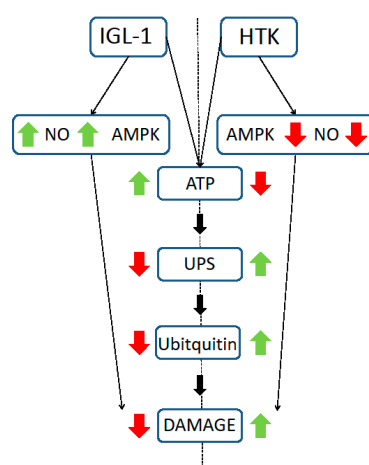 IGL-1 HTK
NO AMPK AMPK NO
ATP
UPS
Ubitquitin
DAMAGE